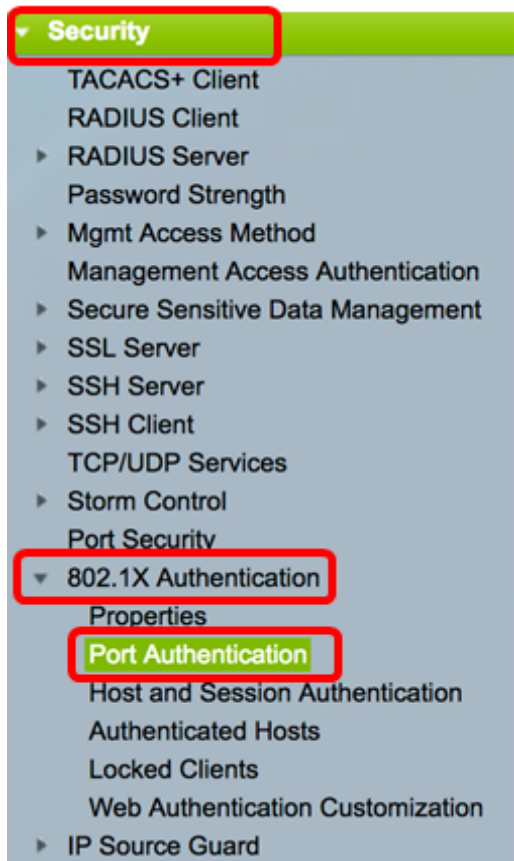 Security
TACACS+ Client
RADIUS Client
RADIUS Server
Password Strength
Mgmt Access Method
Management Access Authentication
Secure Sensitive Data Management
SSL Server
SSH Server
SSH Client
TCP/UDP Services
Storm Control
Port Security
802.1X Authentication
Properties
Port Authentication
Host and Session Authentication
Authenticated Hosts
Locked Clients
Web Authentication Customization
IP Source Guard